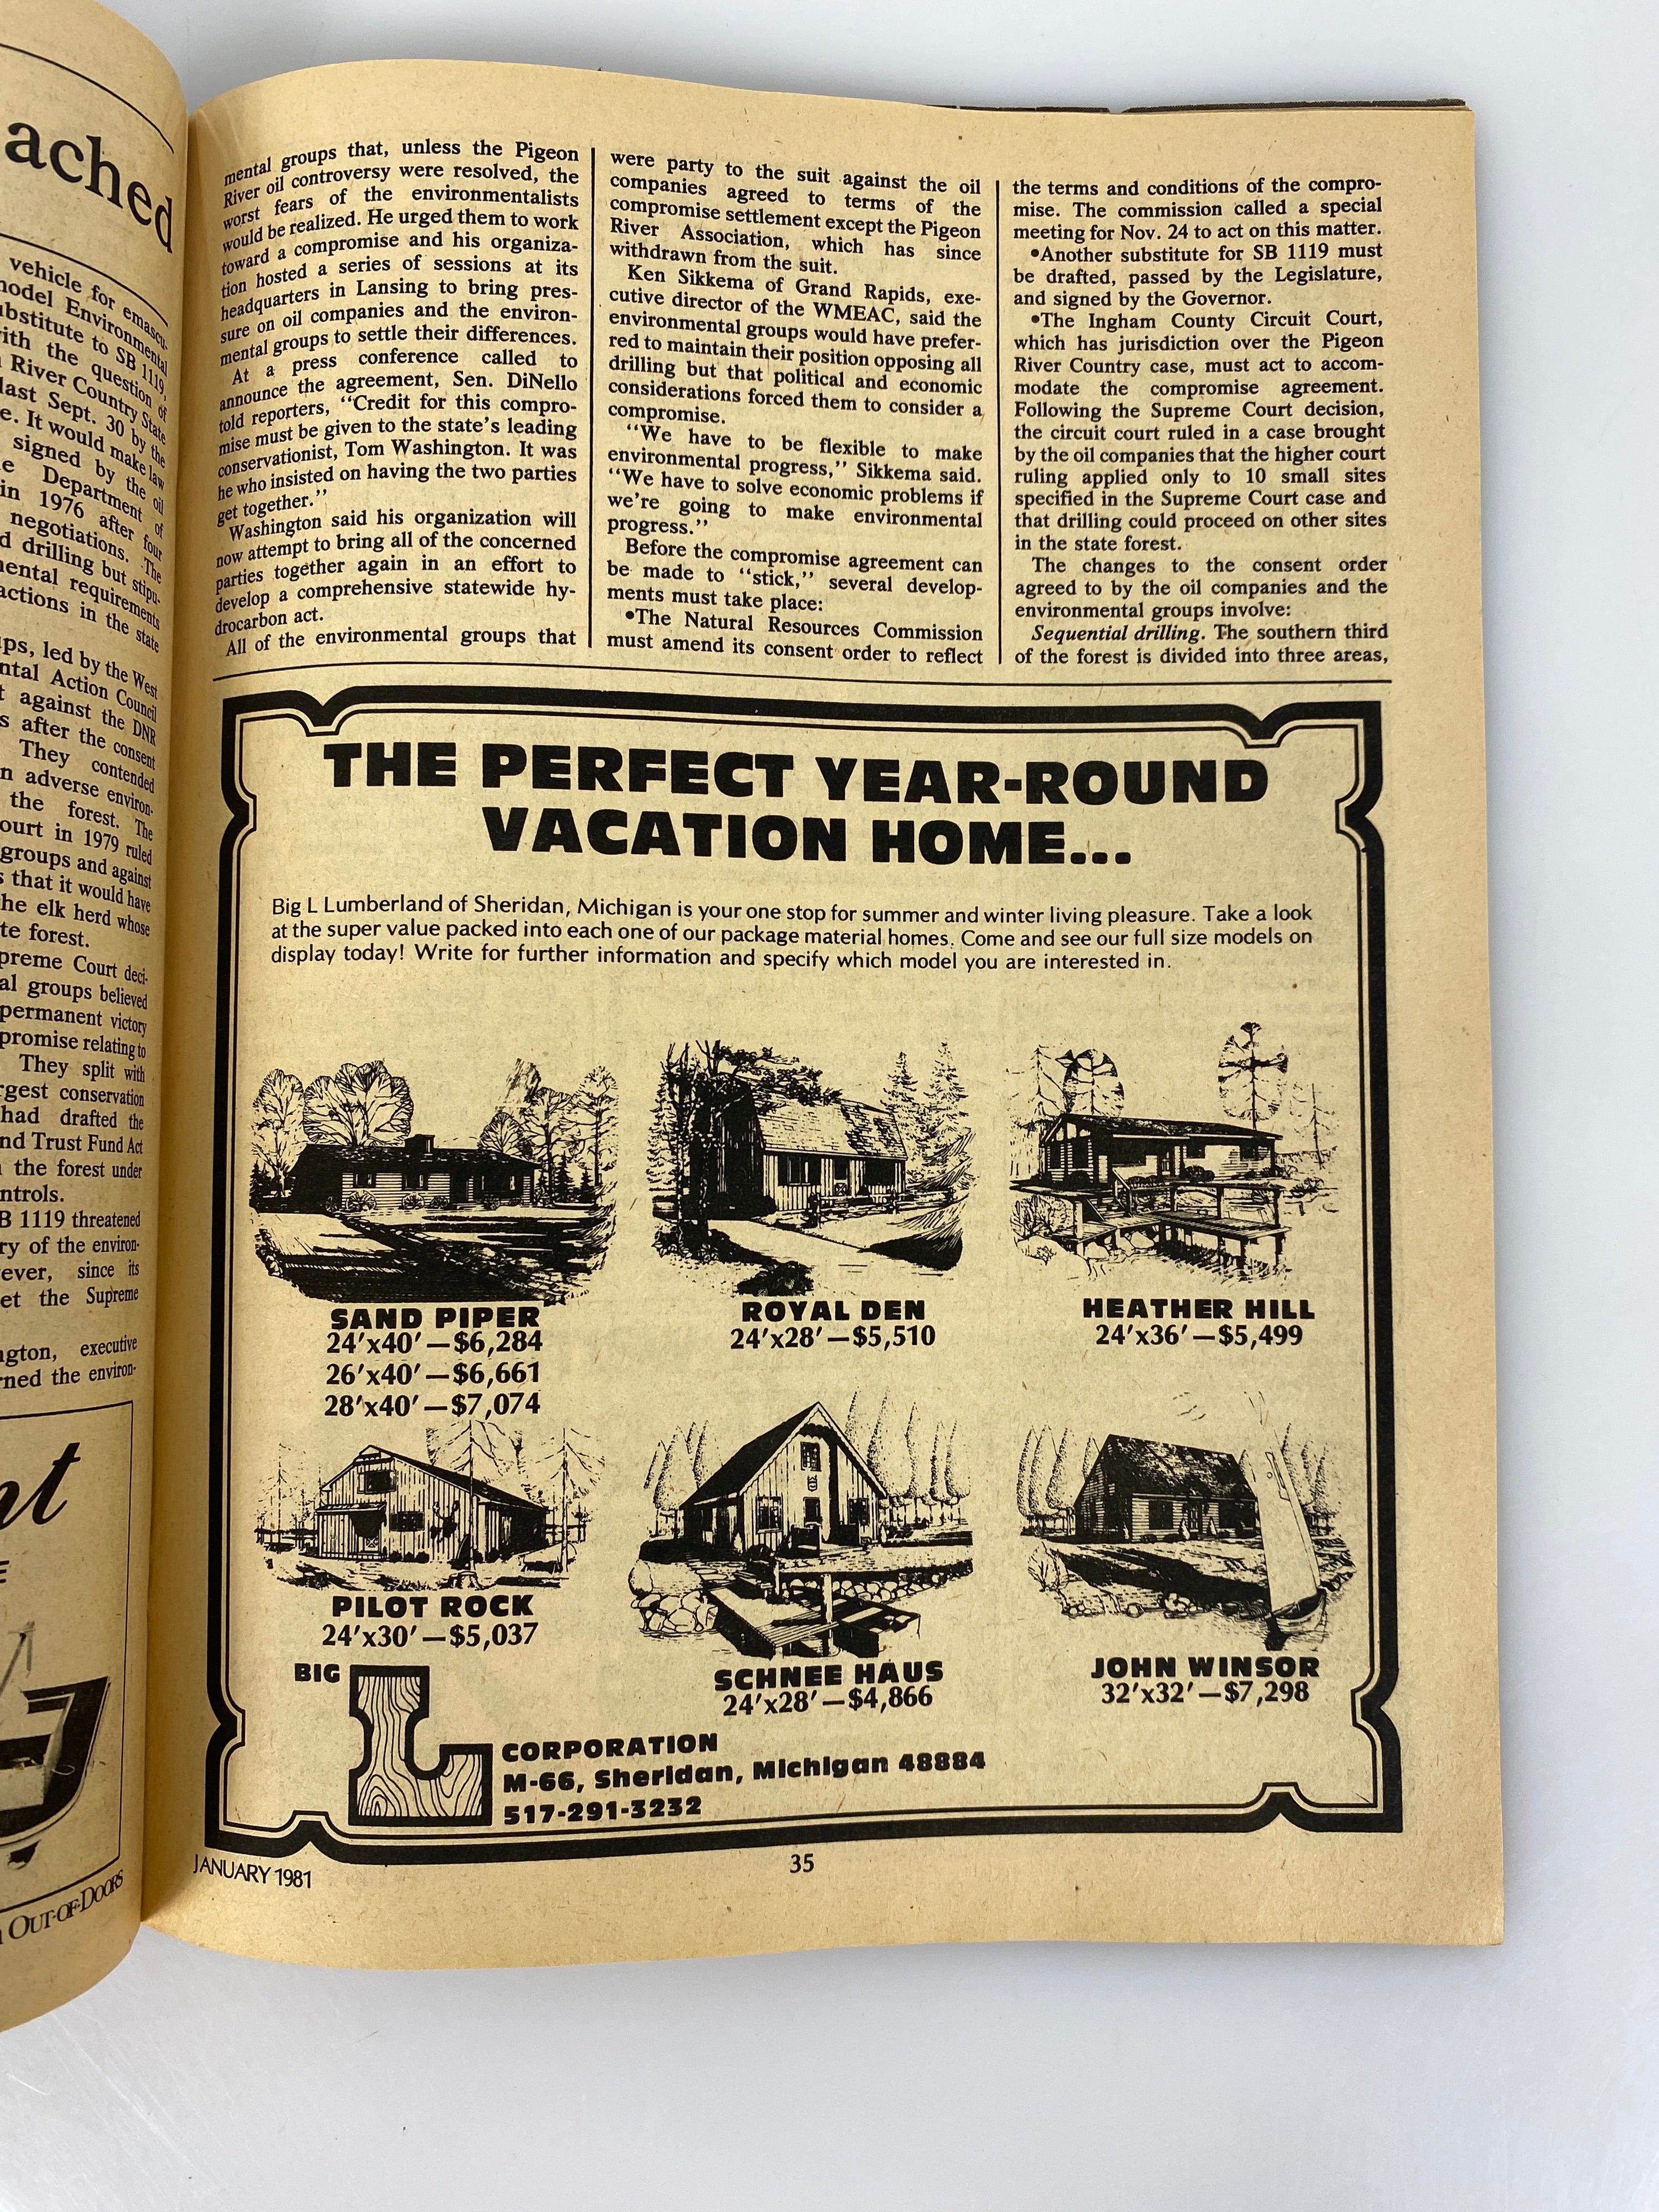 ached
vehicle for emascu-
model Environmental
substitute to SB 1119,
with the question of
River Country State
last Sept. 30 by the
e. It would make law
signed by the oil
e Department of
in 1976 after four
negotiations. The
d drilling but stipu-
mental requirements
actions in the state
ps, led by the West
ntal Action Council
t against the DNR
s after the consent
They contended
n adverse environ-
the forest. The
ourt in 1979 ruled
groups and against
s that it would have
he elk herd whose
te forest.
preme Court deci-
al groups believed
permanent victory
promise relating to
They split with
rgest conservation
had drafted the
nd Trust Fund Act
the forest under
ntrols.
B 1119 threatened
ry of the environ-
ever, since its
et the Supreme
ngton, executive
rned the environ-
nt
E
OUT-OF-DOORS
mental groups that, unless the Pigeon
River oil controversy were resolved, the
worst fears of the environmentalists
would be realized. He urged them to work
toward a compromise and his organiza-
tion hosted a series of sessions at its
headquarters in Lansing to bring pres-
sure on oil companies and the environ-
mental groups to settle their differences.
At a press conference called to
announce the agreement, Sen. DiNello
told reporters, "Credit for this compro-
mise must be given to the state's leading
conservationist, Tom Washington. It was
he who insisted on having the two parties
get together."
Washington said his organization will
now attempt to bring all of the concerned
parties together again in an effort to
develop a comprehensive statewide hy-
drocarbon act.
All of the environmental groups that
were party to the suit against the oil
companies agreed to terms of the
compromise settlement except the Pigeon
River Association, which has since
withdrawn from the suit.
Ken Sikkema of Grand Rapids, exe-
cutive director of the WMEAC, said the
environmental groups would have prefer-
red to maintain their position opposing all
drilling but that political and economic
considerations forced them to consider a
compromise.
"We have to be flexible to make
environmental progress," Sikkema said.
"We have to solve economic problems if
we're going to make environmental
progress."
Before the compromise agreement can
be made to "stick," several develop-
ments must take place:
•The Natural Resources Commission
must amend its consent order to reflect
the terms and conditions of the compro-
mise. The commission called a special
meeting for Nov. 24 to act on this matter.
•Another substitute for SB 1119 must
be drafted, passed by the Legislature,
and signed by the Governor.
•The Ingham County Circuit Court,
which has jurisdiction over the Pigeon
River Country case, must act to accom-
modate the compromise agreement.
Following the Supreme Court decision,
the circuit court ruled in a case brought
by the oil companies that the higher court
ruling applied only to 10 small sites
specified in the Supreme Court case and
that drilling could proceed on other sites
in the state forest.
The changes to the consent order
agreed to by the oil companies and the
environmental groups involve:
Sequential drilling. The southern third
of the forest is divided into three areas,
THE PERFECT YEAR-ROUND
VACATION HOME...
Big L Lumberland of Sheridan, Michigan is your one stop for summer and winter living pleasure. Take a look
at the super value packed into each one of our package material homes. Come and see our full size models on
display today! Write for further information and specify which model you are interested in.
SAND PIPER
24'x40'—$6,284
26'x40'—$6,661
28'x40'—$7,074
ROYAL DEN
24'x28'—$5,510
HEATHER HILL
24'x36'—$5,499
PILOT ROCK
24'x30'—$5,037
SCHNEE HAUS
24'x28'—$4,866
JOHN WINSOR
32'x32'—$7,298
BIG L
CORPORATION
M-66, Sheridan, Michigan 48884
517-291-3232
JANUARY 1981
35